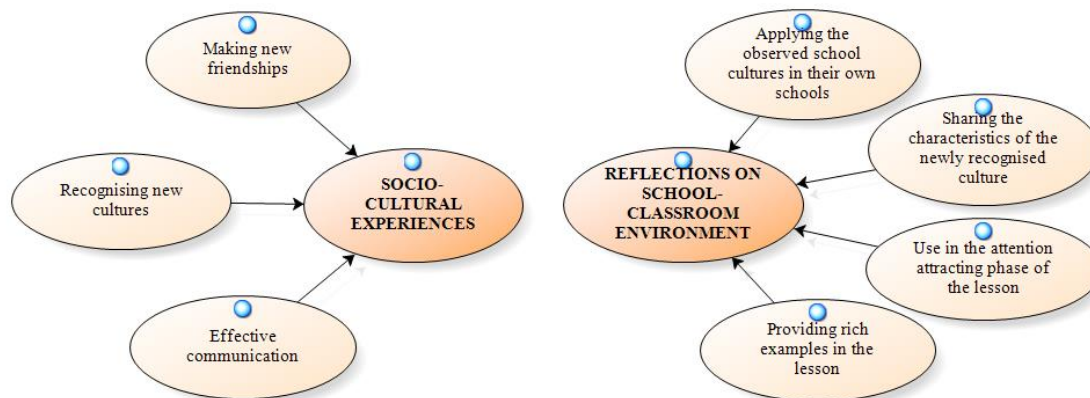 Making new
friendships
Recognising new
cultures
SOCIO-
CULTURAL
EXPERIENCES
Effective
communication
Applying the
observed school
cultures in their own
schools
Sharing the
characteristics of the
newly recognised
culture
REFLECTIONS ON
SCHOOL-
CLASSROOM
ENVIRONMENT
Use in the attention
attracting phase of
the lesson
Providing rich
examples in the
lesson